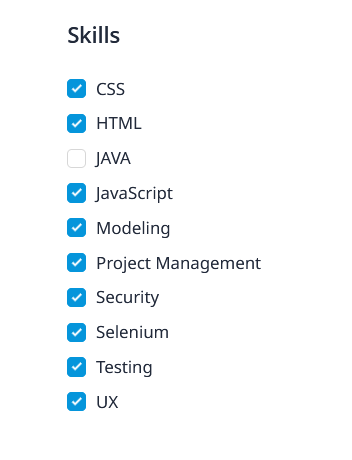 Skills
CSS
HTML
JAVA
JavaScript
Modeling
Project Management
Security
Selenium
Testing
UX